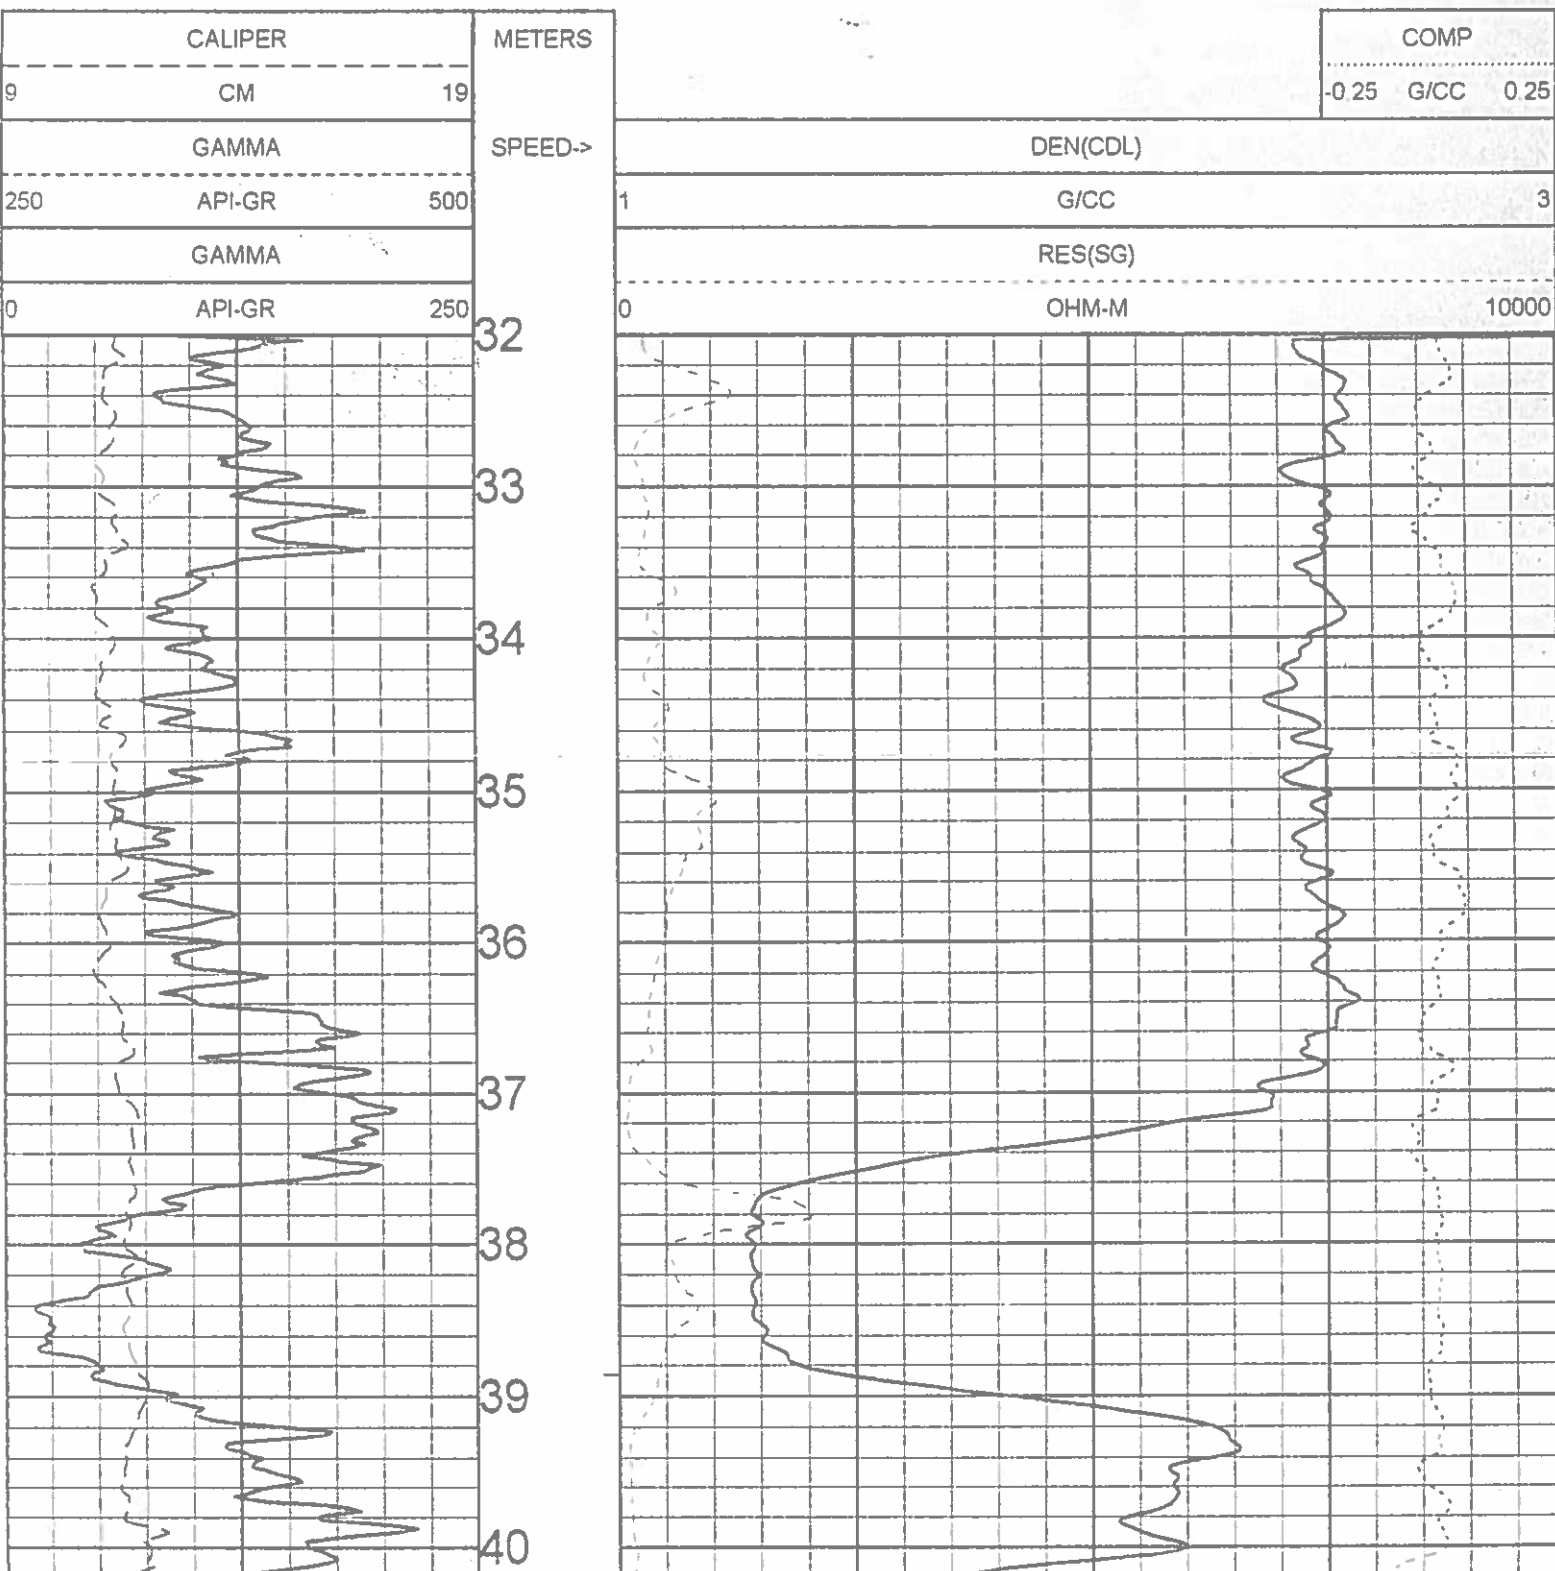 CALIPER
9 CM 19
GAMMA
250 API-GR 500
GAMMA
0 API-GR 250
METERS
SPEED->
COMP
-0.25 G/CC 0.25
DEN(CDL)
1 G/CC 3
RES(SG)
0 OHM-M 10000
32
33
34
35
36
37
38
39
40